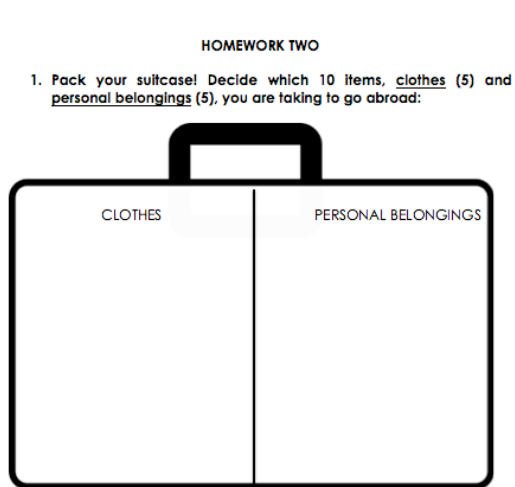 HOMEWORK TWO
1. Pack your suitcase! Decide which 10 items, clothes (5) and
personal belongings (5), you are taking to go abroad:
CLOTHES
PERSONAL BELONGINGS